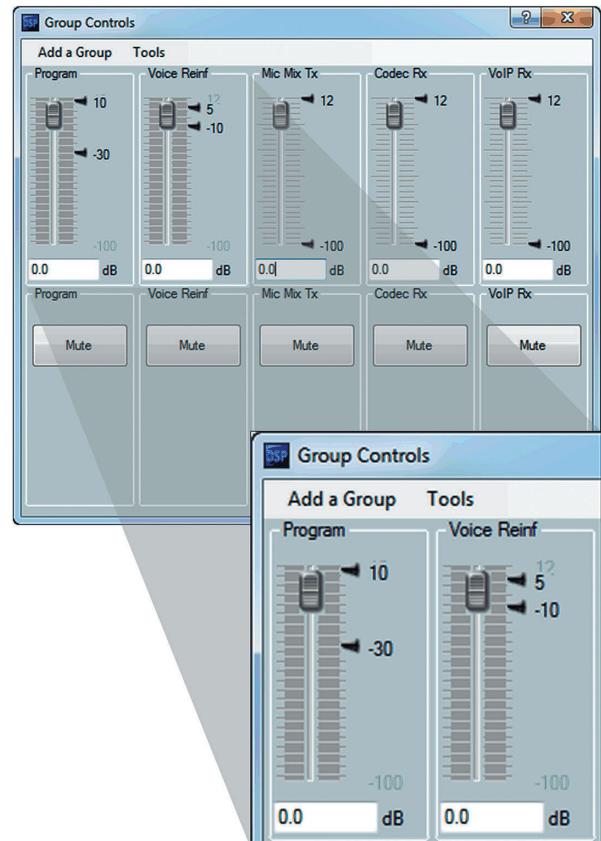 DSP Group Controls
Add a Group Tools
Program Voice Reinf Mic Mix Tx Codec Rx VoIP Rx
10 12 12 12 12
5
-10
-30
-100 -100 -100 -100 -100
0.0 dB 0.0 dB 0.0 dB 0.0 dB 0.0 dB
Program Voice Reinf Mic Mix Tx Codec Rx VoIP Rx
Mute Mute Mute Mute Mute
DSP Group Controls
Add a Group Tools
Program Voice Reinf
10 12
5
-10
-30
-100 -100
0.0 dB 0.0 dB